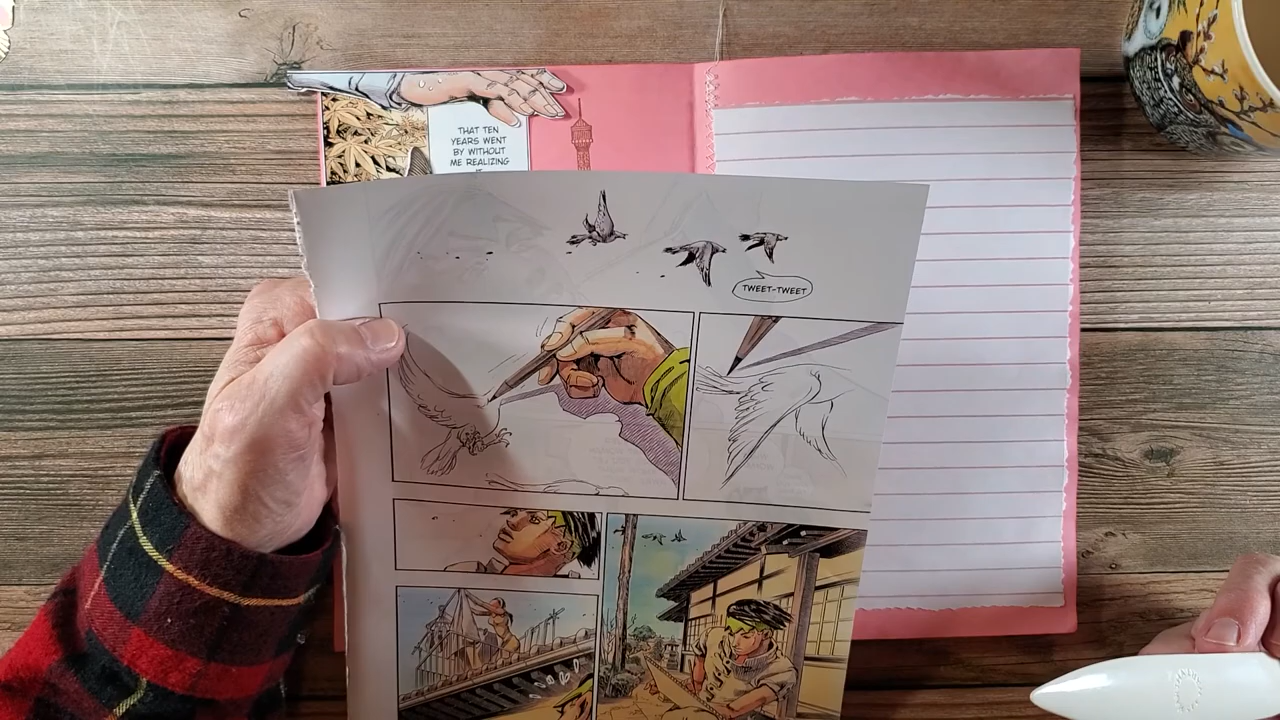 THAT TEN
YEARS WENT
BY WITHOUT
ME REALIZING
TWEET-TWEET